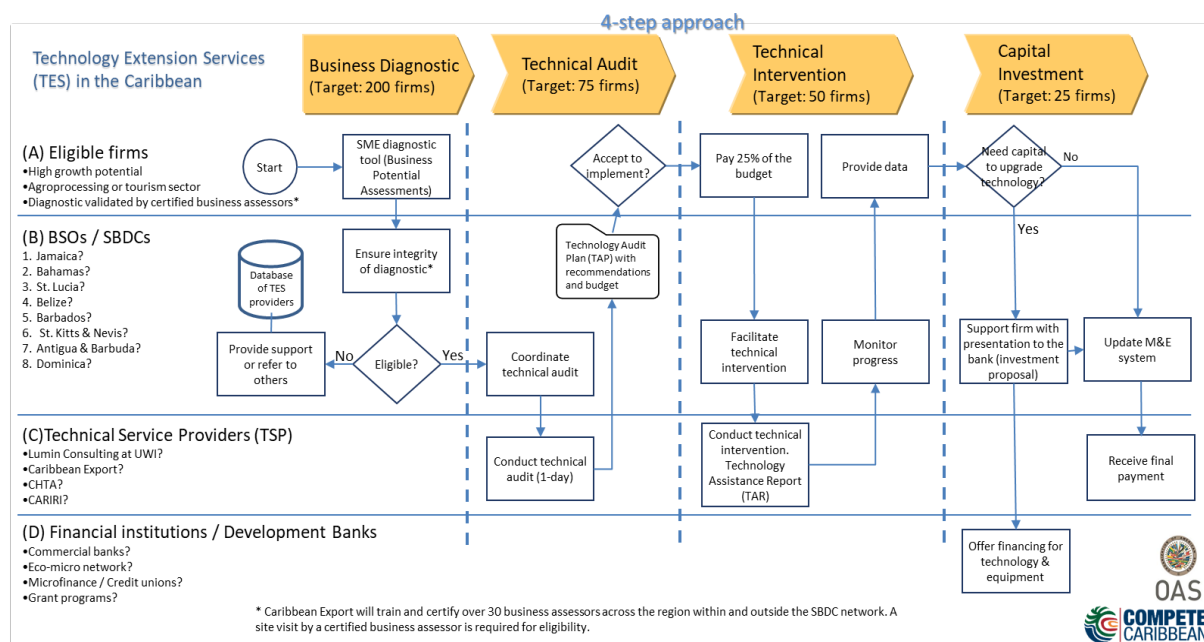 4-step approach
Technology Extension Services
(TES) in the Caribbean
Business Diagnostic
(Target: 200 firms)
Technical Audit
(Target: 75 firms)
Technical
Intervention
(Target: 50 firms)
Capital
Investment
(Target: 25 firms)
(A) Eligible firms
•High growth potential
•Agroprocessing or tourism sector
•Diagnostic validated by certified business assessors*
Start
SME diagnostic
tool (Business
Potential
Assessments)
Accept to
implement?
Pay 25% of the
budget
Provide data
Need capital
to upgrade
technology?
No
Yes
(B) BSOs / SBDCs
1. Jamaica?
2. Bahamas?
3. St. Lucia?
4. Belize?
5. Barbados?
6. St. Kitts & Nevis?
7. Antigua & Barbuda?
8. Dominica?
Database
of TES
providers
Ensure integrity
of diagnostic*
Technology Audit
Plan (TAP) with
recommendations
and budget
Provide support
or refer to
others
No
Eligible?
Yes
Coordinate
technical audit
Facilitate
technical
intervention
Monitor
progress
Support firm with
presentation to the
bank (investment
proposal)
Update M&E
system
(C)Technical Service Providers (TSP)
•Lumin Consulting at UWI?
•Caribbean Export?
•CHTA?
•CARIRI?
Conduct technical
audit (1-day)
Conduct technical
intervention.
Technology
Assistance Report
(TAR)
Receive final
payment
(D) Financial institutions / Development Banks
•Commercial banks?
•Eco-micro network?
•Microfinance / Credit unions?
•Grant programs?
Offer financing for
technology &
equipment
* Caribbean Export will train and certify over 30 business assessors across the region within and outside the SBDC network. A
site visit by a certified business assessor is required for eligibility.
OAS
COMPETE
CARIBBEAN